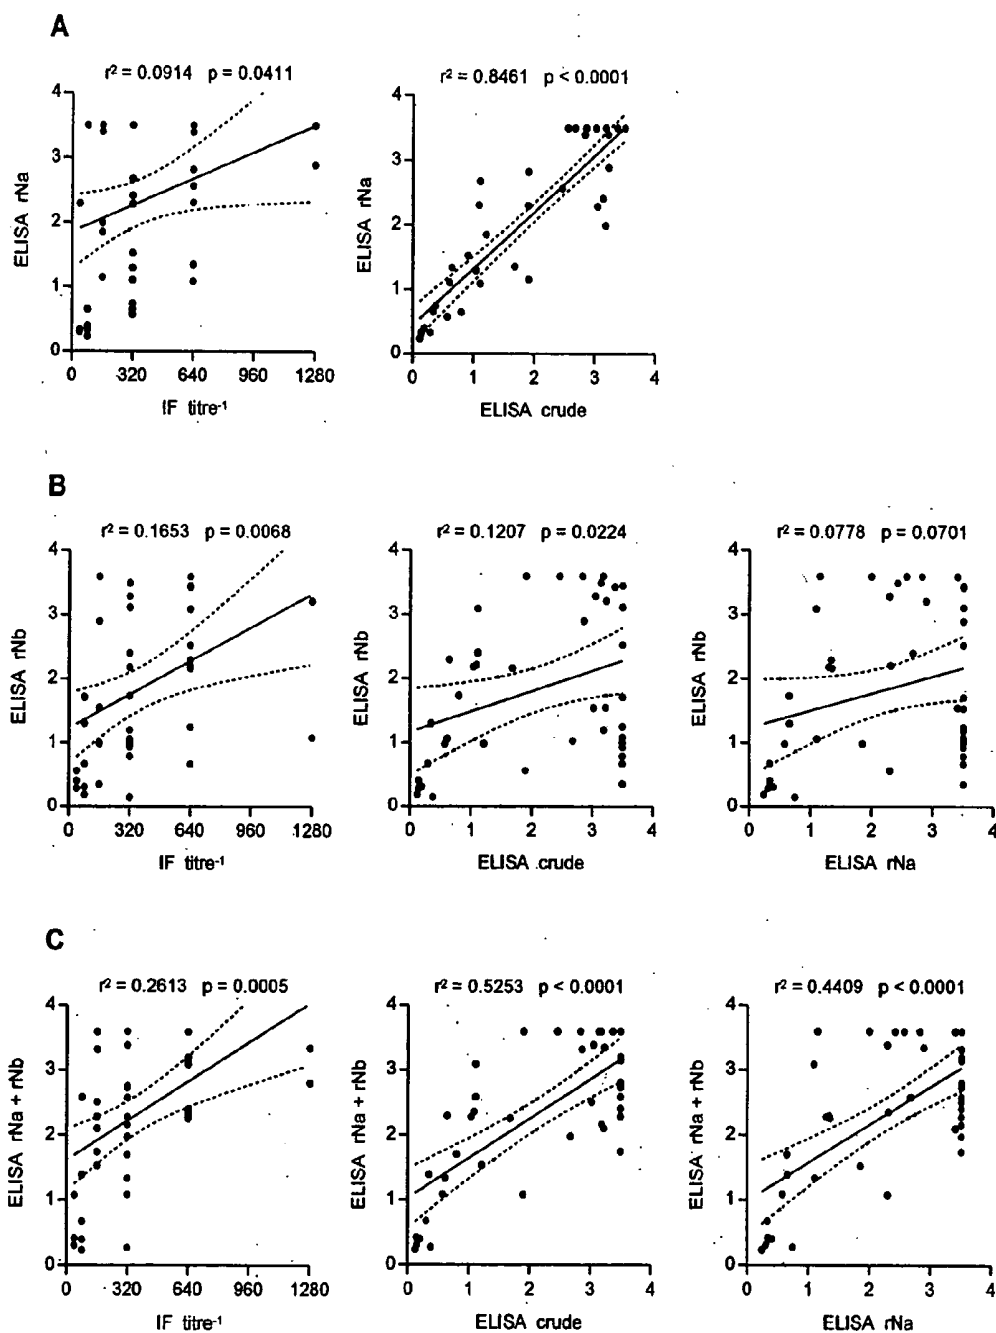 A
r² = 0.0914 p = 0.0411
ELISA rNa
4
3
2
1
0
0 320 640 960 1280
IF titre⁻¹
r² = 0.8461 p < 0.0001
ELISA rNa
4
3
2
1
0
0 1 2 3 4
ELISA crude
B
r² = 0.1653 p = 0.0068
ELISA rNb
4
3
2
1
0
0 320 640 960 1280
IF titre⁻¹
r² = 0.1207 p = 0.0224
ELISA rNb
4
3
2
1
0
0 1 2 3 4
ELISA crude
r² = 0.0778 p = 0.0701
ELISA rNb
4
3
2
1
0
0 1 2 3 4
ELISA rNa
C
r² = 0.2613 p = 0.0005
ELISA rNa + rNb
4
3
2
1
0
0 320 640 960 1280
IF titre⁻¹
r² = 0.5253 p < 0.0001
ELISA rNa + rNb
4
3
2
1
0
0 1 2 3 4
ELISA crude
r² = 0.4409 p < 0.0001
ELISA rNa + rNb
4
3
2
1
0
0 1 2 3 4
ELISA rNa